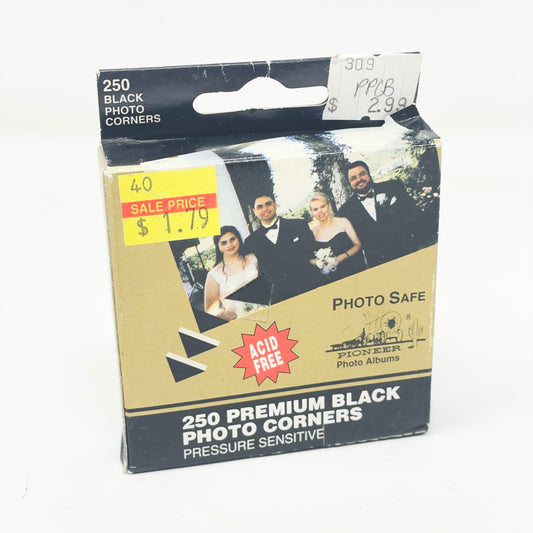 250
BLACK
PHOTO
CORNERS
309
PPCB
$ 2.99
40
SALE PRICE
$ 1.79
PHOTO SAFE
®
PIONEER
Photo Albums
ACID
FREE
250 PREMIUM BLACK
PHOTO CORNERS
PRESSURE SENSITIVE